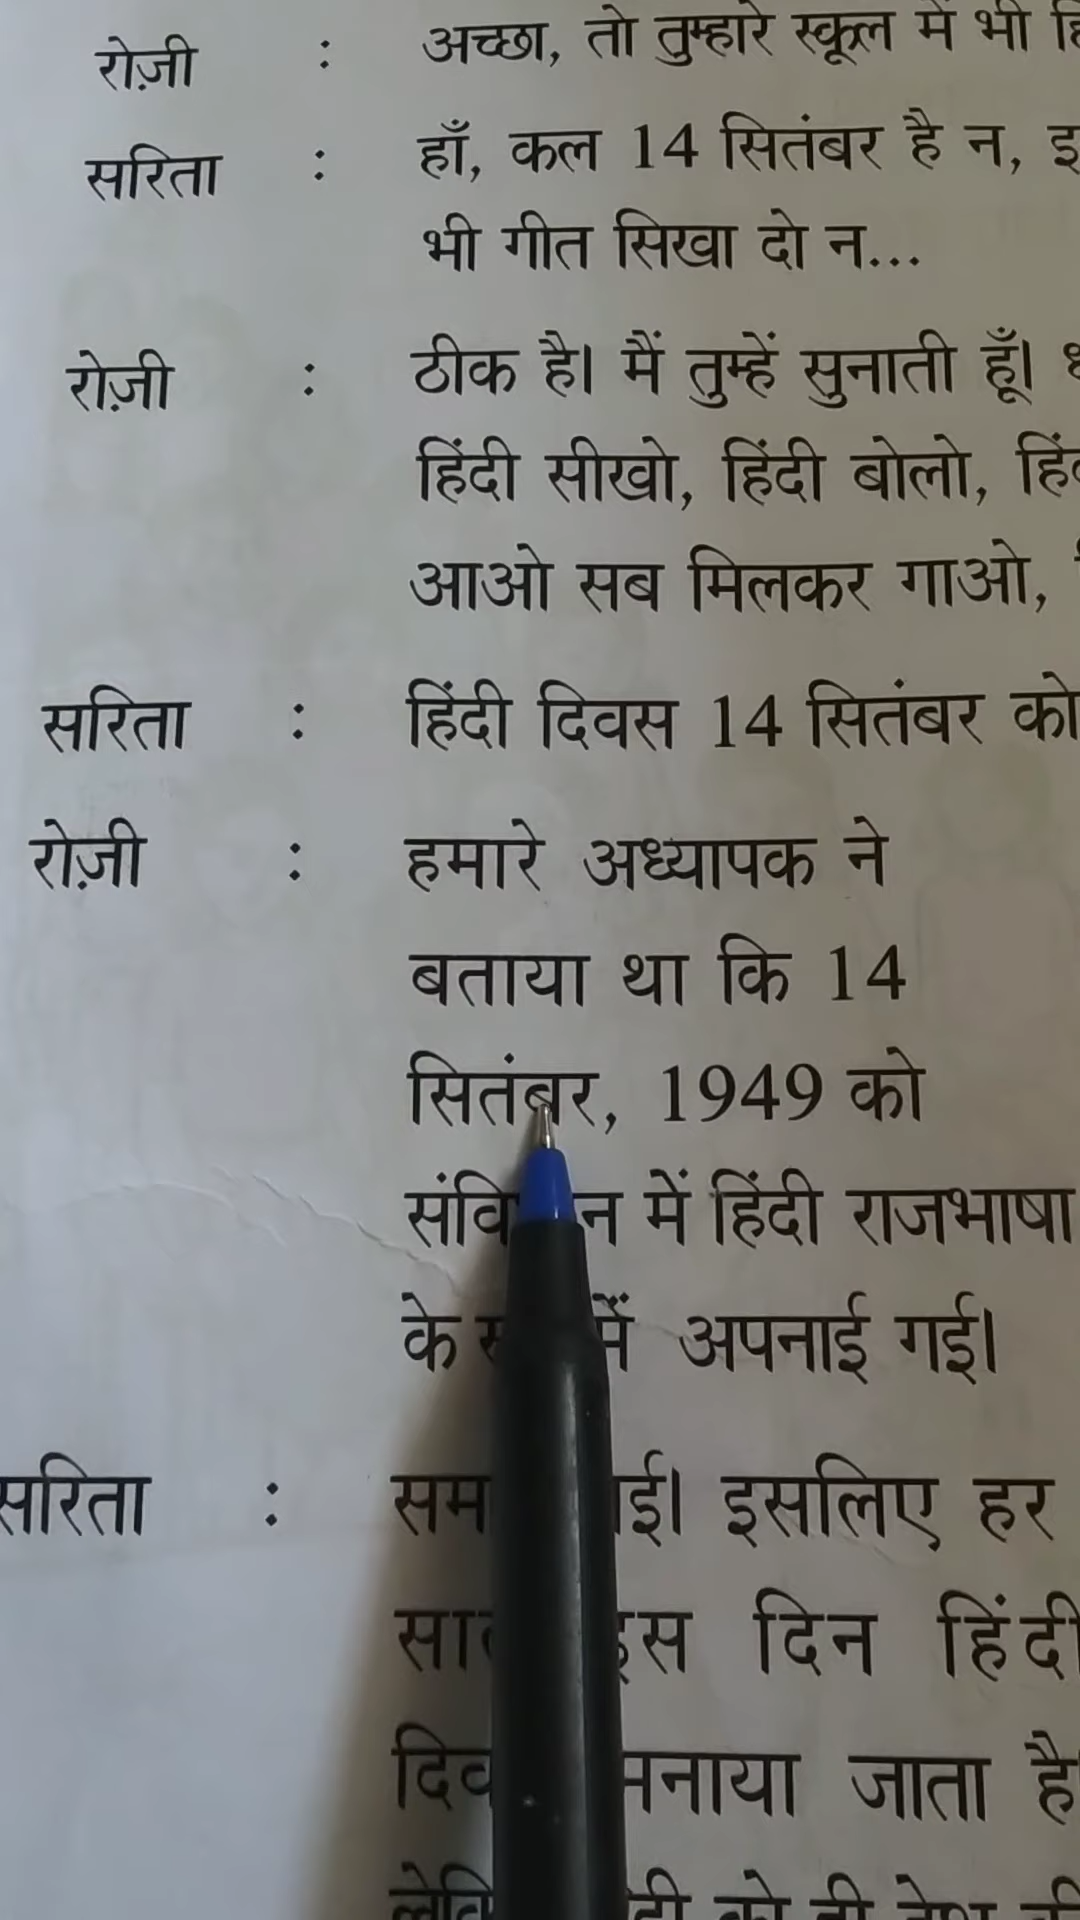 रोज़ी : अच्छा, तो तुम्हारे स्कूल में भी
सरिता : हाँ, कल 14 सितंबर है न,
भी गीत सिखा दो न...
रोज़ी : ठीक है। मैं तुम्हें सुनाती हूँ।
हिंदी सीखो, हिंदी बोलो,
आओ सब मिलकर गाओ,
सरिता : हिंदी दिवस 14 सितंबर को
रोज़ी : हमारे अध्यापक ने
बताया था कि 14
सितंबर, 1949 को
में हिंदी राजभाषा
के में अपनाई गई।
सरिता : इसलिए हर
दिन हिंदी
मनाया जाता है